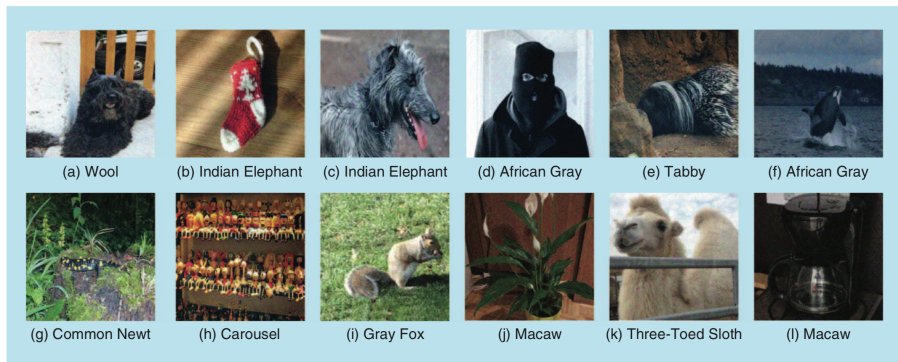 (a) Wool
(b) Indian Elephant
(c) Indian Elephant
(d) African Gray
(e) Tabby
(f) African Gray
(g) Common Newt
(h) Carousel
(i) Gray Fox
(j) Macaw
(k) Three-Toed Sloth
(l) Macaw